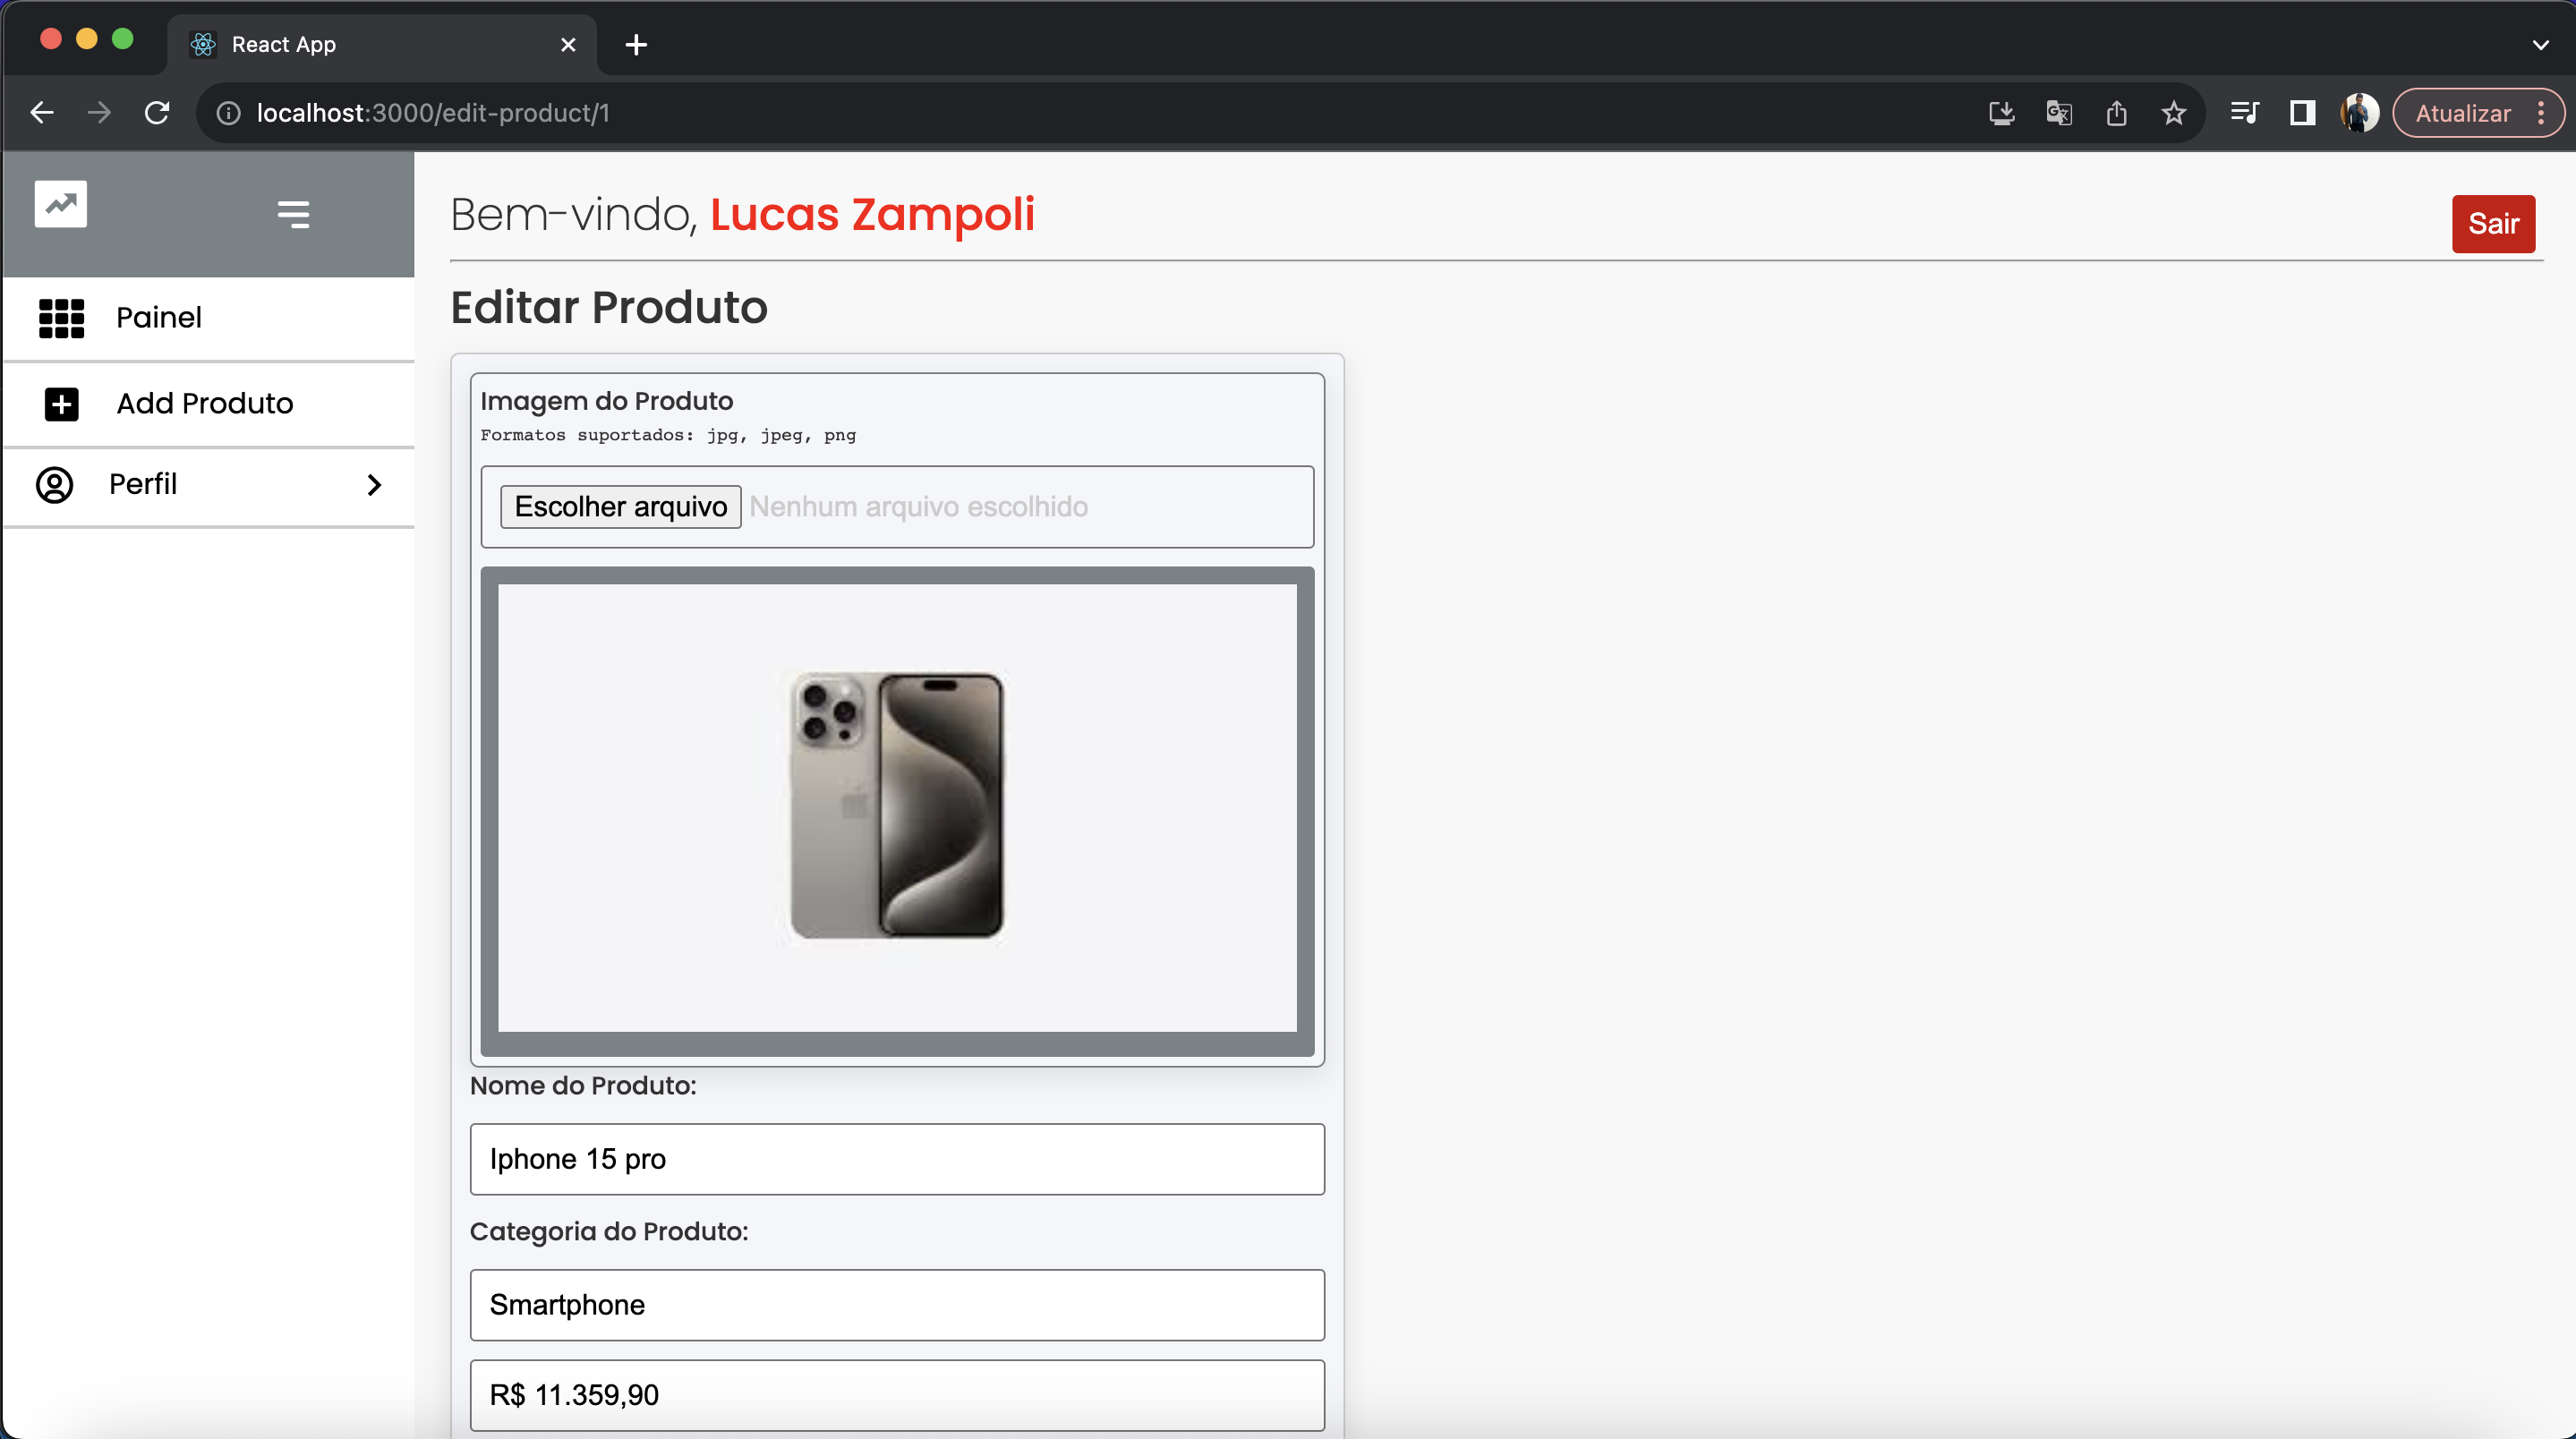 React App
localhost:3000/edit-product/1
Atualizar
Bem-vindo, Lucas Zampoli
Sair
Painel
Add Produto
Perfil
Editar Produto
Imagem do Produto
Formatos suportados: jpg, jpeg, png
Escolher arquivo Nenhum arquivo escolhido
Nome do Produto:
Iphone 15 pro
Categoria do Produto:
Smartphone
R$ 11.359,90